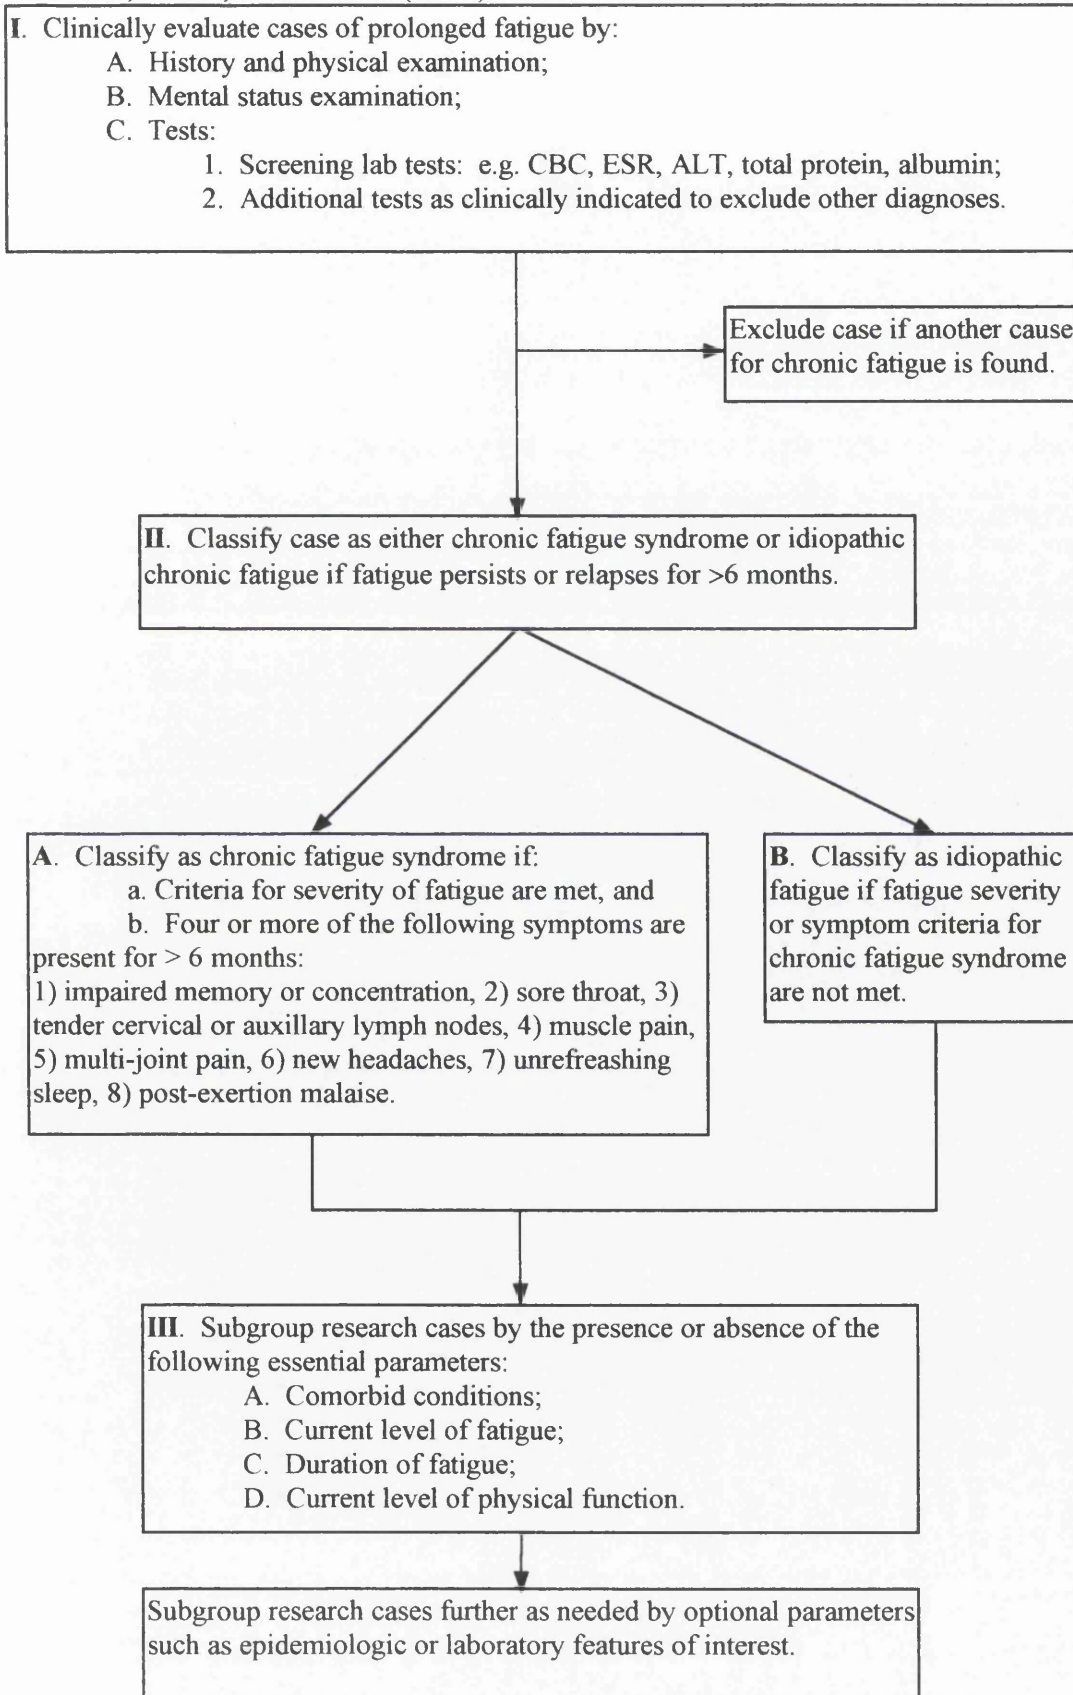 I. Clinically evaluate cases of prolonged fatigue by:
A. History and physical examination;
B. Mental status examination;
C. Tests:
1. Screening lab tests: e.g. CBC, ESR, ALT, total protein, albumin;
2. Additional tests as clinically indicated to exclude other diagnoses.
Exclude case if another cause
for chronic fatigue is found.
II. Classify case as either chronic fatigue syndrome or idiopathic
chronic fatigue if fatigue persists or relapses for >6 months.
A. Classify as chronic fatigue syndrome if:
a. Criteria for severity of fatigue are met, and
b. Four or more of the following symptoms are
present for > 6 months:
1) impaired memory or concentration, 2) sore throat, 3)
tender cervical or auxillary lymph nodes, 4) muscle pain,
5) multi-joint pain, 6) new headaches, 7) unrefreashing
sleep, 8) post-exertion malaise.
B. Classify as idiopathic
fatigue if fatigue severity
or symptom criteria for
chronic fatigue syndrome
are not met.
III. Subgroup research cases by the presence or absence of the
following essential parameters:
A. Comorbid conditions;
B. Current level of fatigue;
C. Duration of fatigue;
D. Current level of physical function.
Subgroup research cases further as needed by optional parameters
such as epidemiologic or laboratory features of interest.